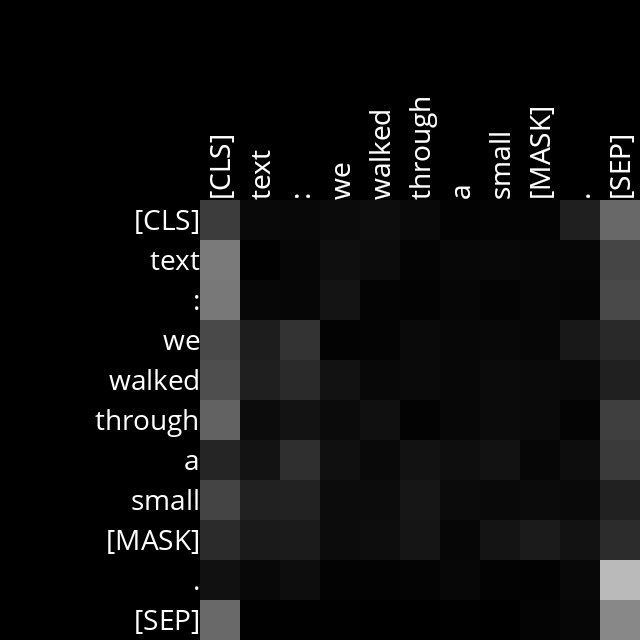 [CLS] text : we walked through a small [MASK] . [SEP]
[CLS]
text
:
we
walked
through
a
small
[MASK]
.
[SEP]